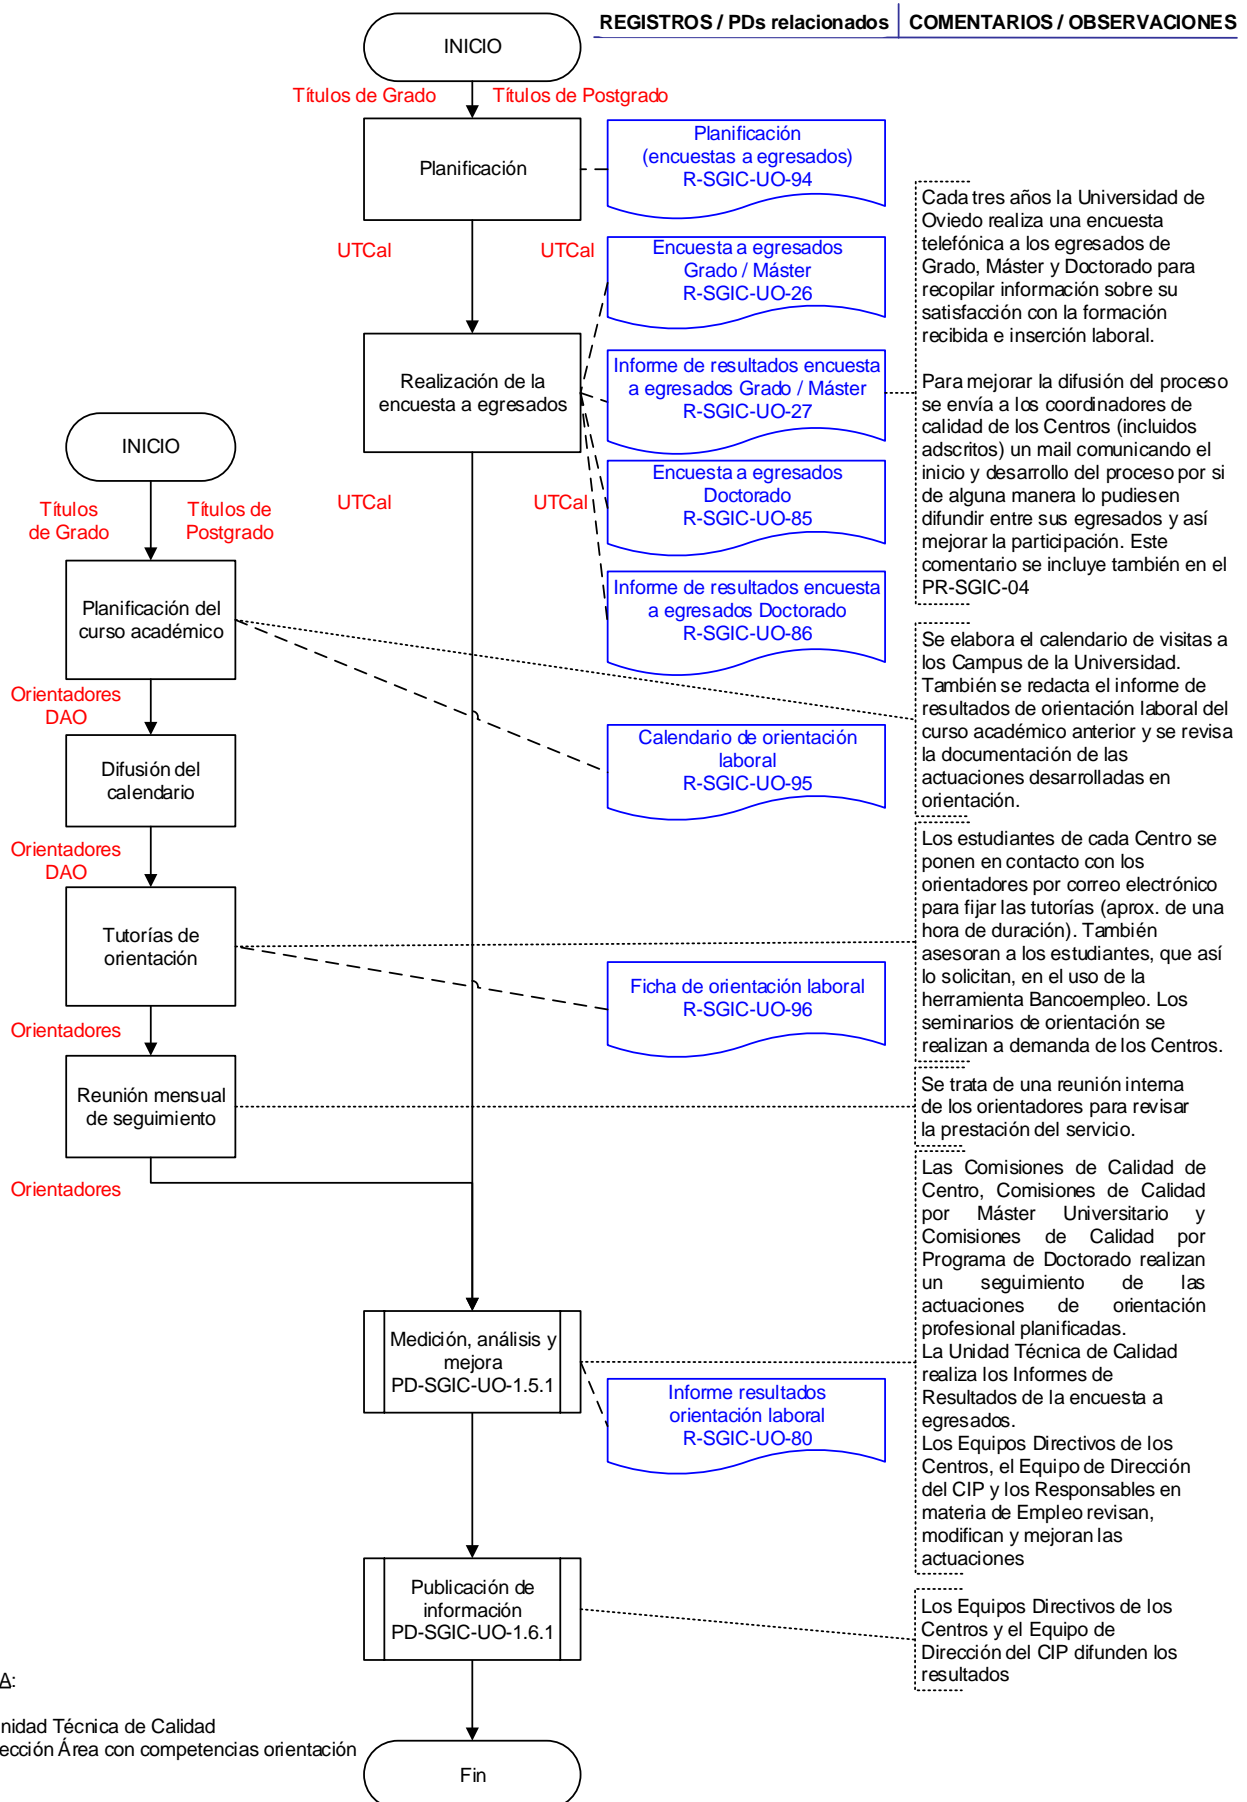 REGISTROS / PDs relacionados
COMENTARIOS / OBSERVACIONES
INICIO
Títulos de Grado
Títulos de Postgrado
Planificación
Planificación
(encuestas a egresados)
R-SGIC-UO-94
UTCal
UTCal
Encuesta a egresados
Grado / Máster
R-SGIC-UO-26
Realización de la
encuesta a egresados
Informe de resultados encuesta
a egresados Grado / Máster
R-SGIC-UO-27
UTCal
UTCal
Encuesta a egresados
Doctorado
R-SGIC-UO-85
Informe de resultados encuesta
a egresados Doctorado
R-SGIC-UO-86
Cada tres años la Universidad de
Oviedo realiza una encuesta
telefónica a los egresados de
Grado, Máster y Doctorado para
recopilar información sobre su
satisfacción con la formación
recibida e inserción laboral.
Para mejorar la difusión del proceso
se envía a los coordinadores de
calidad de los Centros (incluidos
adscritos) un mail comunicando el
inicio y desarrollo del proceso por si
de alguna manera lo pudiesen
difundir entre sus egresados y así
mejorar la participación. Este
comentario se incluye también en el
PR-SGIC-04
INICIO
Títulos
de Grado
Títulos de
Postgrado
Planificación del
curso académico
Se elabora el calendario de visitas a
los Campus de la Universidad.
También se redacta el informe de
resultados de orientación laboral del
curso académico anterior y se revisa
la documentación de las
actuaciones desarrolladas en
orientación.
Orientadores
DAO
Calendario de orientación
laboral
R-SGIC-UO-95
Difusión del
calendario
Orientadores
DAO
Tutorías de
orientación
Los estudiantes de cada Centro se
ponen en contacto con los
orientadores por correo electrónico
para fijar las tutorías (aprox. de una
hora de duración). También
asesoran a los estudiantes, que así
lo solicitan, en el uso de la
herramienta Bancoempleo. Los
seminarios de orientación se
realizan a demanda de los Centros.
Ficha de orientación laboral
R-SGIC-UO-96
Orientadores
Reunión mensual
de seguimiento
Se trata de una reunión interna
de los orientadores para revisar
la prestación del servicio.
Orientadores
Las Comisiones de Calidad de
Centro, Comisiones de Calidad
por Máster Universitario y
Comisiones de Calidad por
Programa de Doctorado realizan
un seguimiento de las
actuaciones de orientación
profesional planificadas.
La Unidad Técnica de Calidad
realiza los Informes de
Resultados de la encuesta a
egresados.
Los Equipos Directivos de los
Centros, el Equipo de Dirección
del CIP y los Responsables en
materia de Empleo revisan,
modifican y mejoran las
actuaciones
Medición, análisis y
mejora
PD-SGIC-UO-1.5.1
Informe resultados
orientación laboral
R-SGIC-UO-80
Publicación de
información
PD-SGIC-UO-1.6.1
Los Equipos Directivos de los
Centros y el Equipo de
Dirección del CIP difunden los
resultados
A:
nidad Técnica de Calidad
ección Área con competencias orientación
Fin